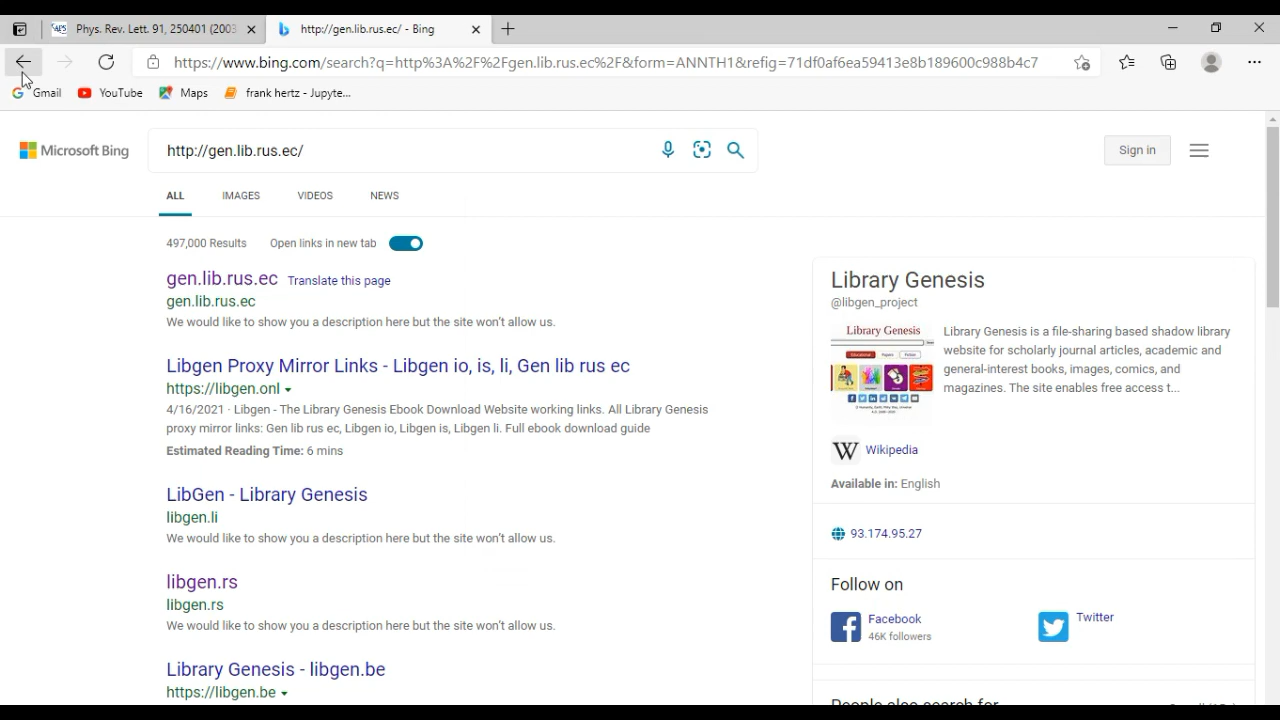 Phys. Rev. Lett. 91, 250401 (2003
http://gen.lib.rus.ec/ - Bing
https://www.bing.com/search?q=http%3A%2F%2Fgen.lib.rus.ec%2F&form=ANNTH1&refig=71df0af6ea59413e8b189600c988b4c7
Gmail
YouTube
Maps
frank hertz - Jupyte...
Microsoft Bing
http://gen.lib.rus.ec/
Sign in
ALL
IMAGES
VIDEOS
NEWS
497,000 Results
Open links in new tab
gen.lib.rus.ec Translate this page
gen.lib.rus.ec
We would like to show you a description here but the site won't allow us.
Libgen Proxy Mirror Links - Libgen io, is, li, Gen lib rus ec
https://libgen.onl
4/16/2021 · Libgen - The Library Genesis Ebook Download Website working links. All Library Genesis
proxy mirror links: Gen lib rus ec, Libgen io, Libgen is, Libgen li. Full ebook download guide
Estimated Reading Time: 6 mins
LibGen - Library Genesis
libgen.li
We would like to show you a description here but the site won't allow us.
libgen.rs
libgen.rs
We would like to show you a description here but the site won't allow us.
Library Genesis - libgen.be
https://libgen.be
Library Genesis
@libgen_project
Library Genesis
Library Genesis is a file-sharing based shadow library
website for scholarly journal articles, academic and
general-interest books, images, comics, and
magazines. The site enables free access t...
W Wikipedia
Available in: English
93.174.95.27
Follow on
Facebook
46K followers
Twitter
People also search for